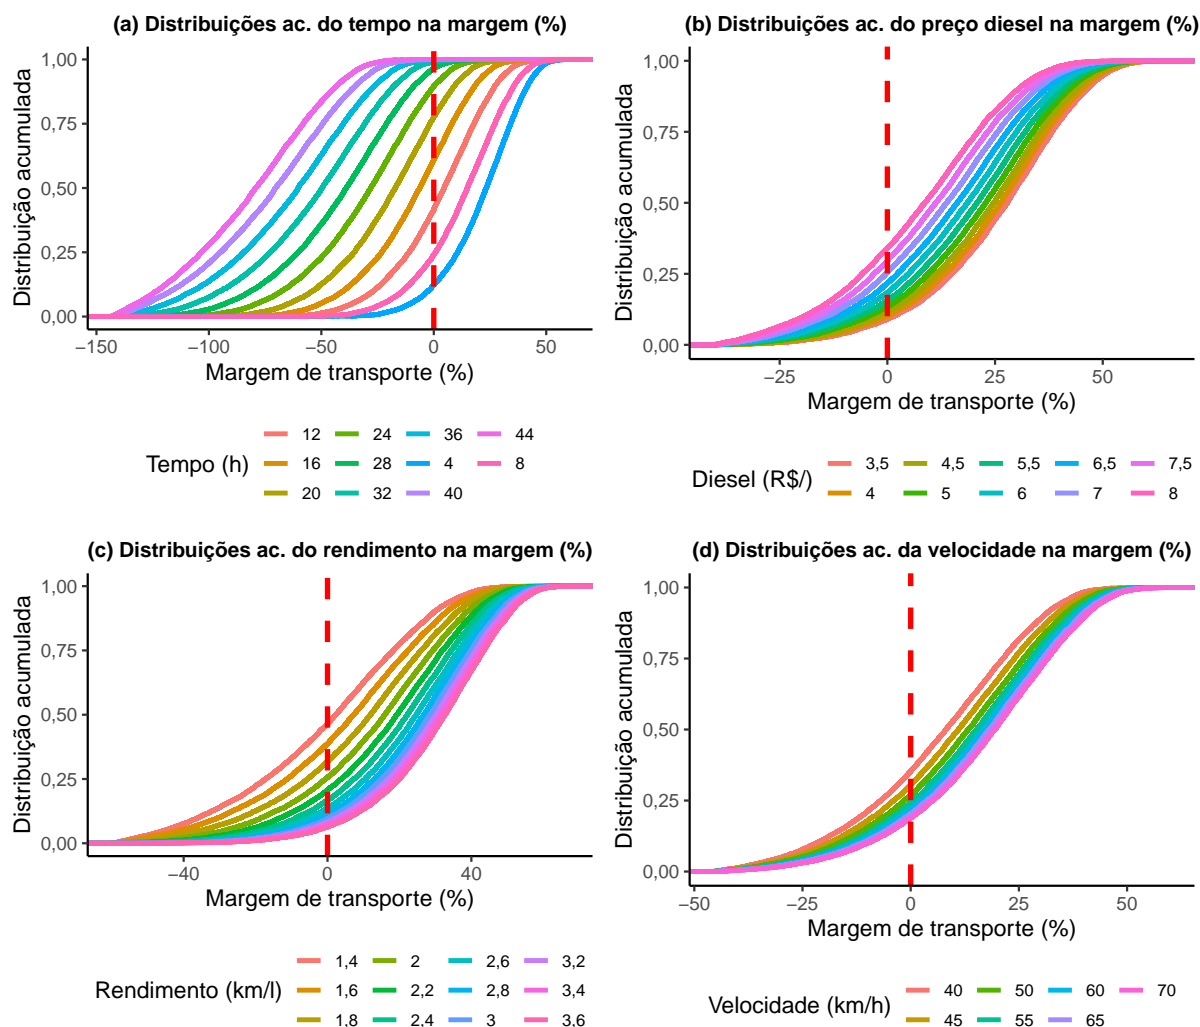 (a) Distribuições ac. do tempo na margem (%)
Distribuição acumulada
1,00
0,75
0,50
0,25
0,00
−150 −100 −50 0 50
Margem de transporte (%)
Tempo (h)
12 24 36 44
16 28 4 8
20 32 40
(b) Distribuições ac. do preço diesel na margem (%)
Distribuição acumulada
1,00
0,75
0,50
0,25
0,00
−25 0 25 50
Margem de transporte (%)
Diesel (R$/)
3,5 4,5 5,5 6,5 7,5
4 5 6 7 8
(c) Distribuições ac. do rendimento na margem (%)
Distribuição acumulada
1,00
0,75
0,50
0,25
0,00
−40 0 40
Margem de transporte (%)
Rendimento (km/l)
1,4 2 2,6 3,2
1,6 2,2 2,8 3,4
1,8 2,4 3 3,6
(d) Distribuições ac. da velocidade na margem (%)
Distribuição acumulada
1,00
0,75
0,50
0,25
0,00
−50 −25 0 25 50
Margem de transporte (%)
Velocidade (km/h)
40 50 60 70
45 55 65